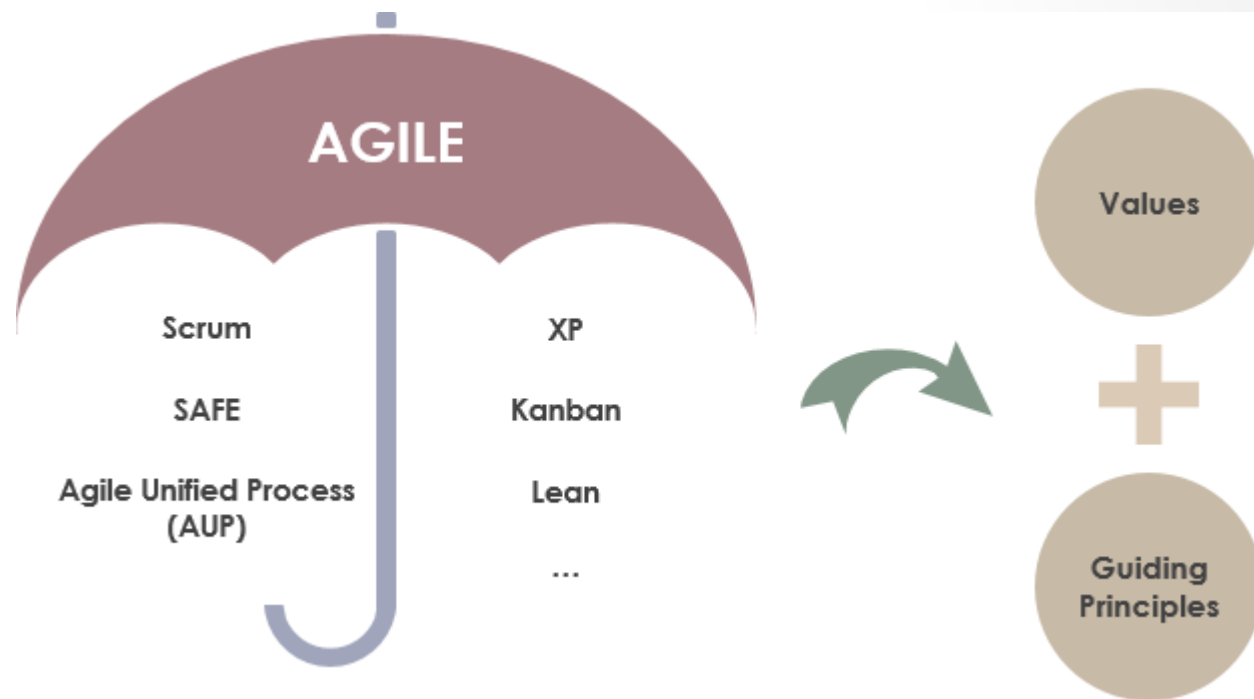 AGILE
Scrum
SAFE
Agile Unified Process
(AUP)
XP
Kanban
Lean
...
Values
Guiding
Principles